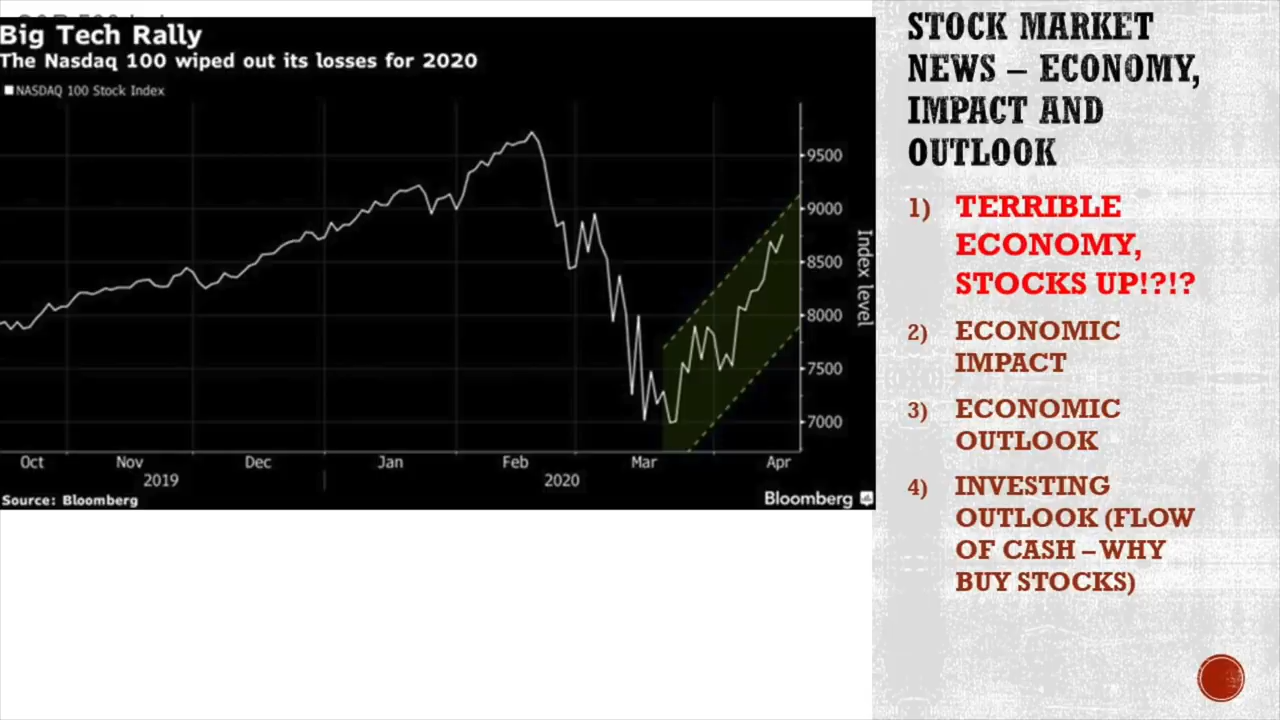 Big Tech Rally
The Nasdaq 100 wiped out its losses for 2020
NASDAQ 100 Stock Index
9500
9000
8500
8000
7500
7000
Index level
Oct Nov Dec Jan Feb Mar Apr
2019 2020
Source: Bloomberg
Bloomberg
STOCK MARKET
NEWS – ECONOMY,
IMPACT AND
OUTLOOK
1) TERRIBLE
ECONOMY,
STOCKS UP!?!?
2) ECONOMIC
IMPACT
3) ECONOMIC
OUTLOOK
4) INVESTING
OUTLOOK (FLOW
OF CASH – WHY
BUY STOCKS)